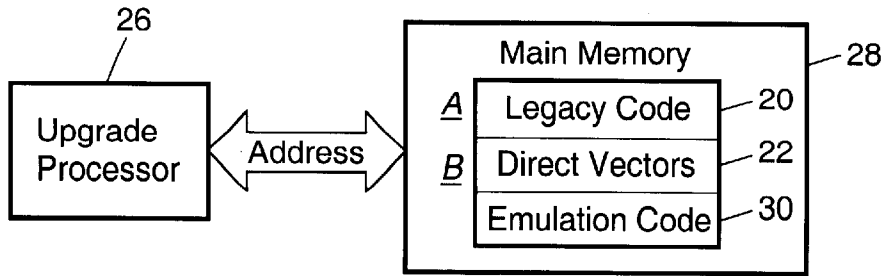 26
Upgrade
Processor
Address
Main Memory
28
A
Legacy Code
20
B
Direct Vectors
22
Emulation Code
30